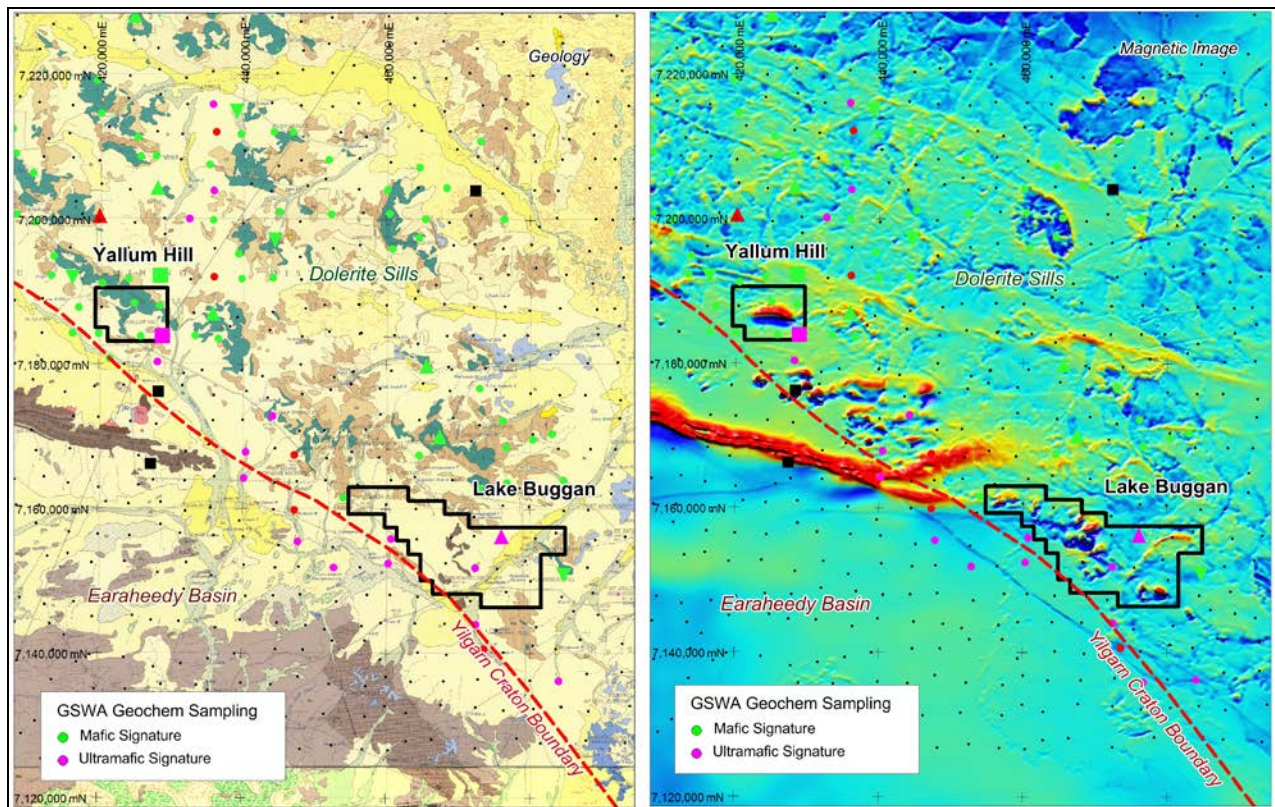 420,000 mE
440,000 mE
460,000 mE
Geology
7,220,000 mN
7,200,000 mN
Yallum Hill
Dolerite Sills
7,180,000 mN
Lake Buggan
7,160,000 mN
Earaheedy Basin
7,140,000 mN
Yilgarn Craton Boundary
GSWA Geochem Sampling
Mafic Signature
Ultramafic Signature
7,120,000 mN
420,000 mE
440,000 mE
460,000 mE
Magnetic Image
7,220,000 mN
7,200,000 mN
Yallum Hill
Dolerite Sills
7,180,000 mN
Lake Buggan
7,160,000 mN
Earaheedy Basin
7,140,000 mN
Yilgarn Craton Boundary
GSWA Geochem Sampling
Mafic Signature
Ultramafic Signature
7,120,000 mN